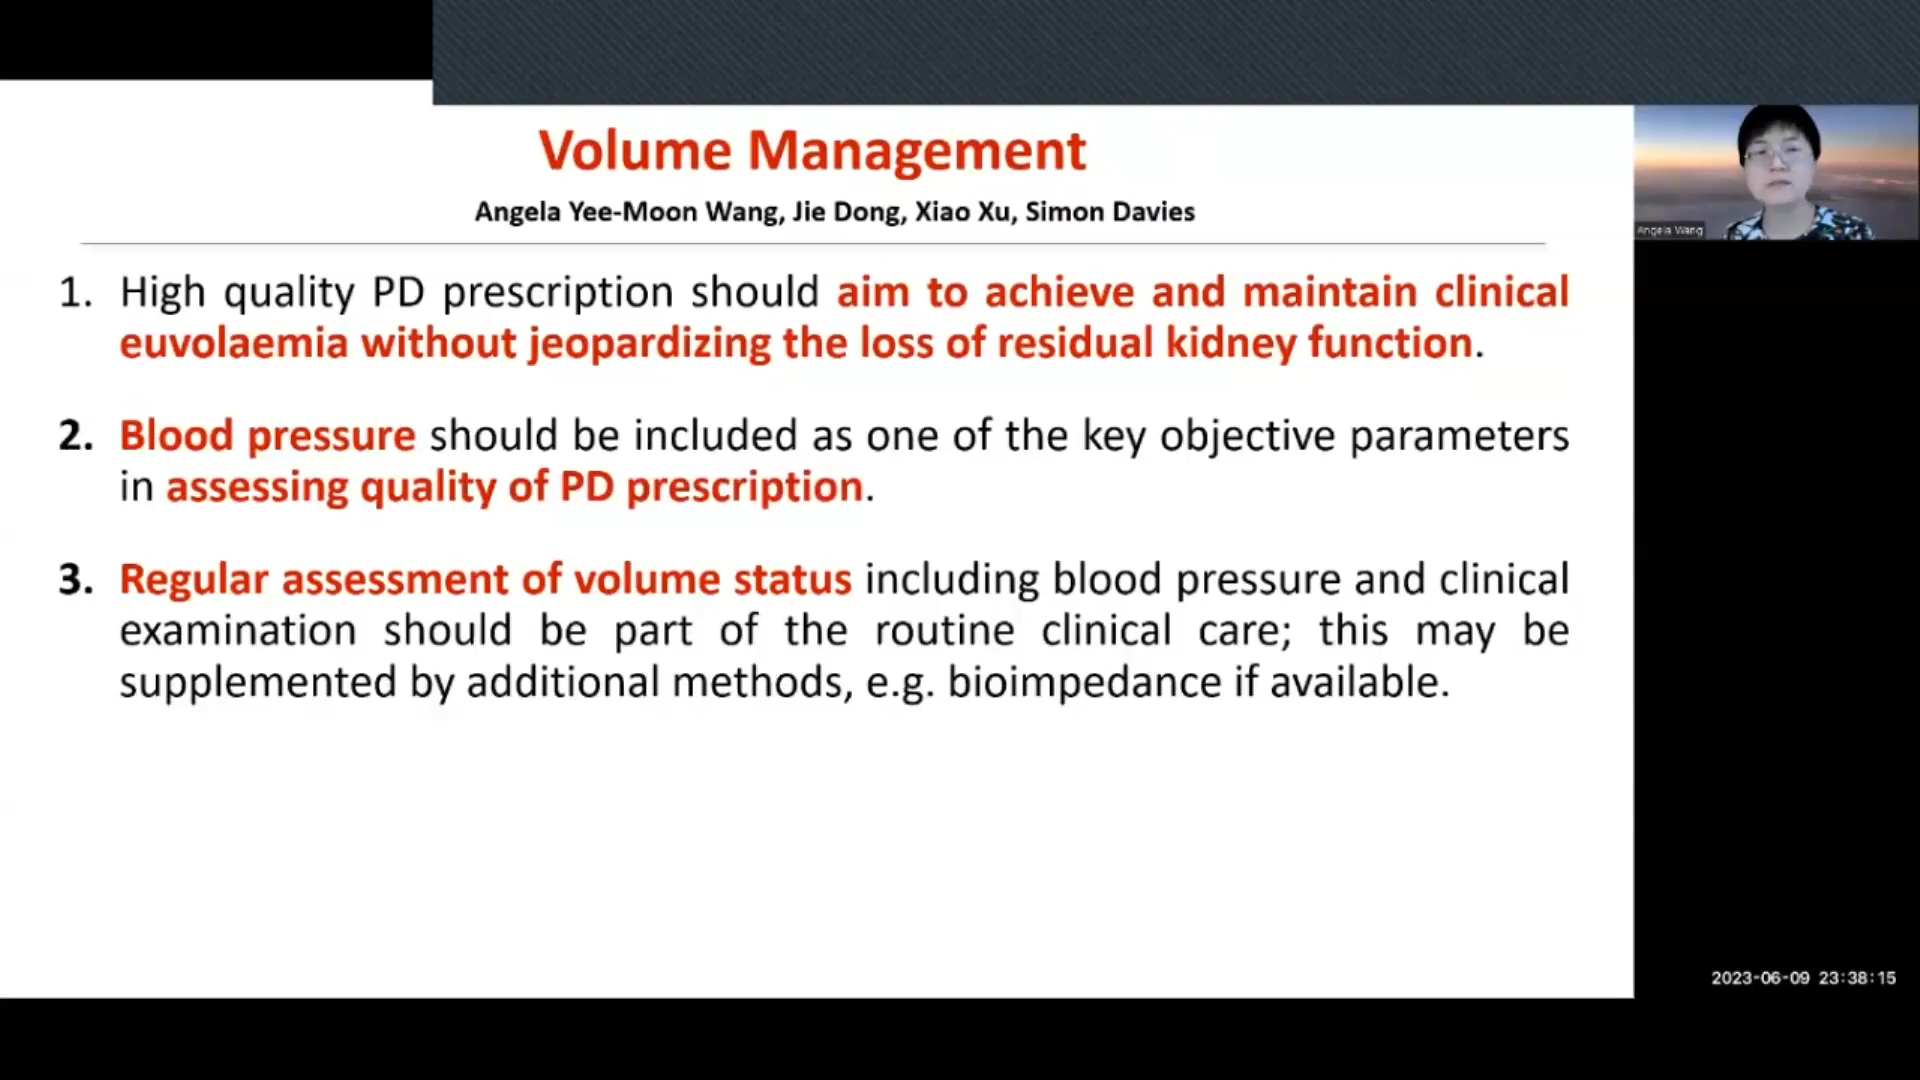 Volume Management
Angela Yee-Moon Wang, Jie Dong, Xiao Xu, Simon Davies
Angela Wang
1. High quality PD prescription should aim to achieve and maintain clinical
euvolaemia without jeopardizing the loss of residual kidney function.
2. Blood pressure should be included as one of the key objective parameters
in assessing quality of PD prescription.
3. Regular assessment of volume status including blood pressure and clinical
examination should be part of the routine clinical care; this may be
supplemented by additional methods, e.g. bioimpedance if available.
2023-06-09 23:38:15